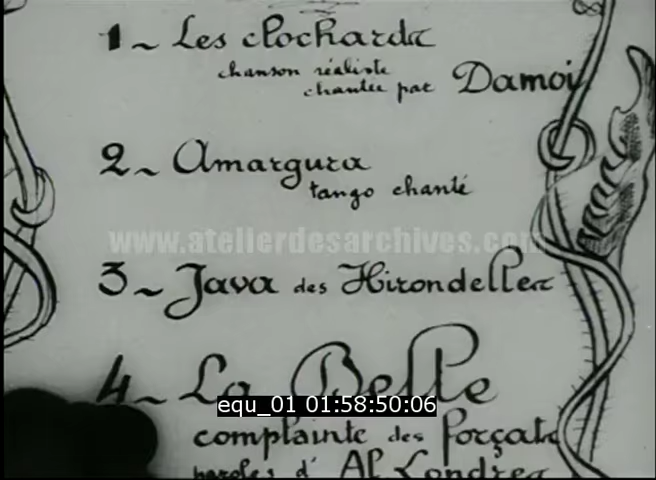 1~ Les clochards
chanson réaliste
chantée par Damoi
2~ Amargura
tango chanté
www.atelierdesarchives.com
3~ Java des Hirondelles
4~ La Belle
equ_01 01:58:50:06
complainte des forçats
paroles d' Al. Londres